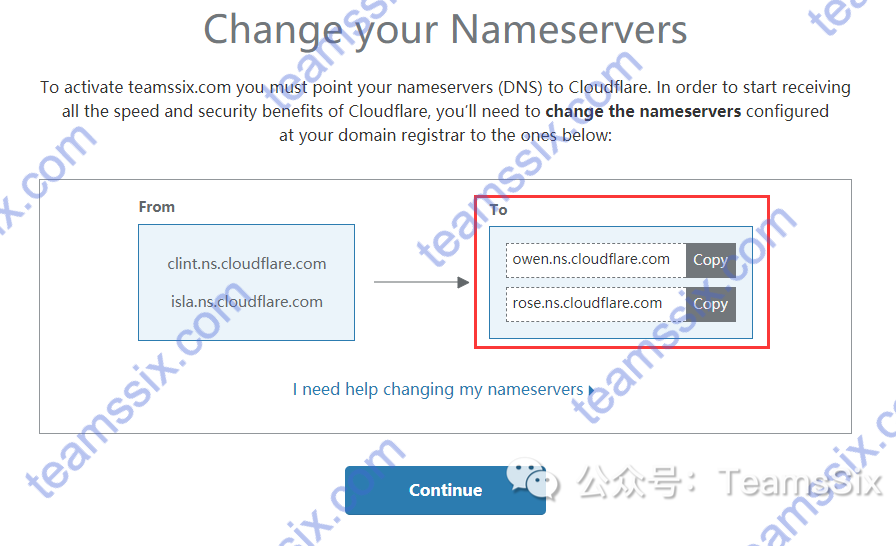 Change your Nameservers
To activate teamssix.com you must point your nameservers (DNS) to Cloudflare. In order to start receiving
all the speed and security benefits of Cloudflare, you'll need to change the nameservers configured
at your domain registrar to the ones below:
From
clint.ns.cloudflare.com
isla.ns.cloudflare.com
To
owen.ns.cloudflare.com Copy
rose.ns.cloudflare.com Copy
I need help changing my nameservers
Continue
公众号：TeamsSix
teamssix.com
teamssix.com
teamssix.com
teamssix.com
teamssix.com
teamssix.com